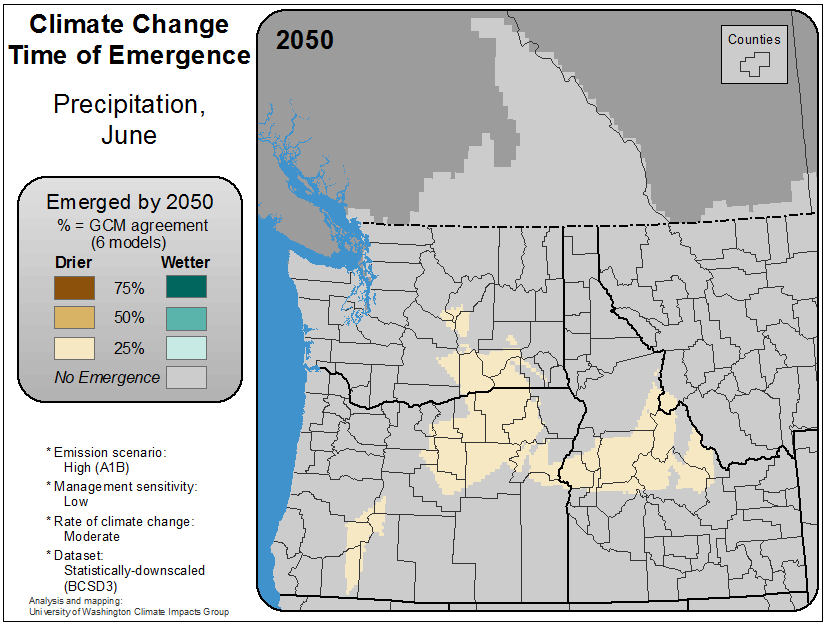 Climate Change
Time of Emergence
Precipitation,
June
Emerged by 2050
% = GCM agreement
(6 models)
Drier Wetter
75%
50%
25%
No Emergence
* Emission scenario:
High (A1B)
* Management sensitivity:
Low
* Rate of climate change:
Moderate
* Dataset:
Statistically-downscaled
(BCSD3)
Analysis and mapping:
University of Washington Climate Impacts Group
2050
Counties